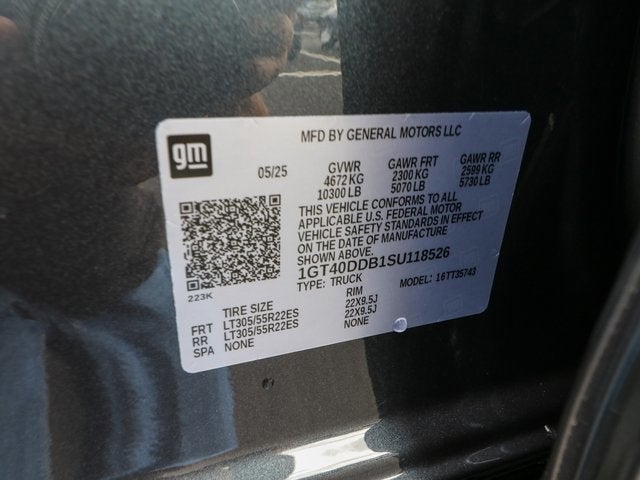 gm
MFD BY GENERAL MOTORS LLC
05/25 GVWR GAWR FRT GAWR RR
4672 KG 2300 KG 2599 KG
10300 LB 5070 LB 5730 LB
THIS VEHICLE CONFORMS TO ALL
APPLICABLE U.S. FEDERAL MOTOR
VEHICLE SAFETY STANDARDS IN EFFECT
ON THE DATE OF MANUFACTURE
SHOWN ABOVE.
1GT40DDB1SU118526
TYPE: TRUCK MODEL: 16TT35743
223K
TIRE SIZE RIM
FRT LT305/55R22ES 22X9.5J
RR LT305/55R22ES 22X9.5J
SPA NONE NONE